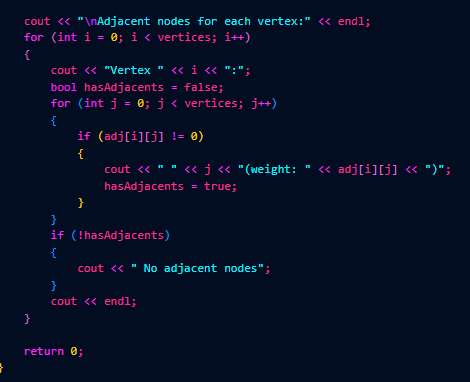 cout << "\nAdjacent nodes for each vertex:" << endl;
for (int i = 0; i < vertices; i++)
{
cout << "Vertex " << i << ":";
bool hasAdjacents = false;
for (int j = 0; j < vertices; j++)
{
if (adj[i][j] != 0)
{
cout << " " << j << "(weight: " << adj[i][j] << ")";
hasAdjacents = true;
}
}
if (!hasAdjacents)
{
cout << " No adjacent nodes";
}
cout << endl;
}
return 0;
}